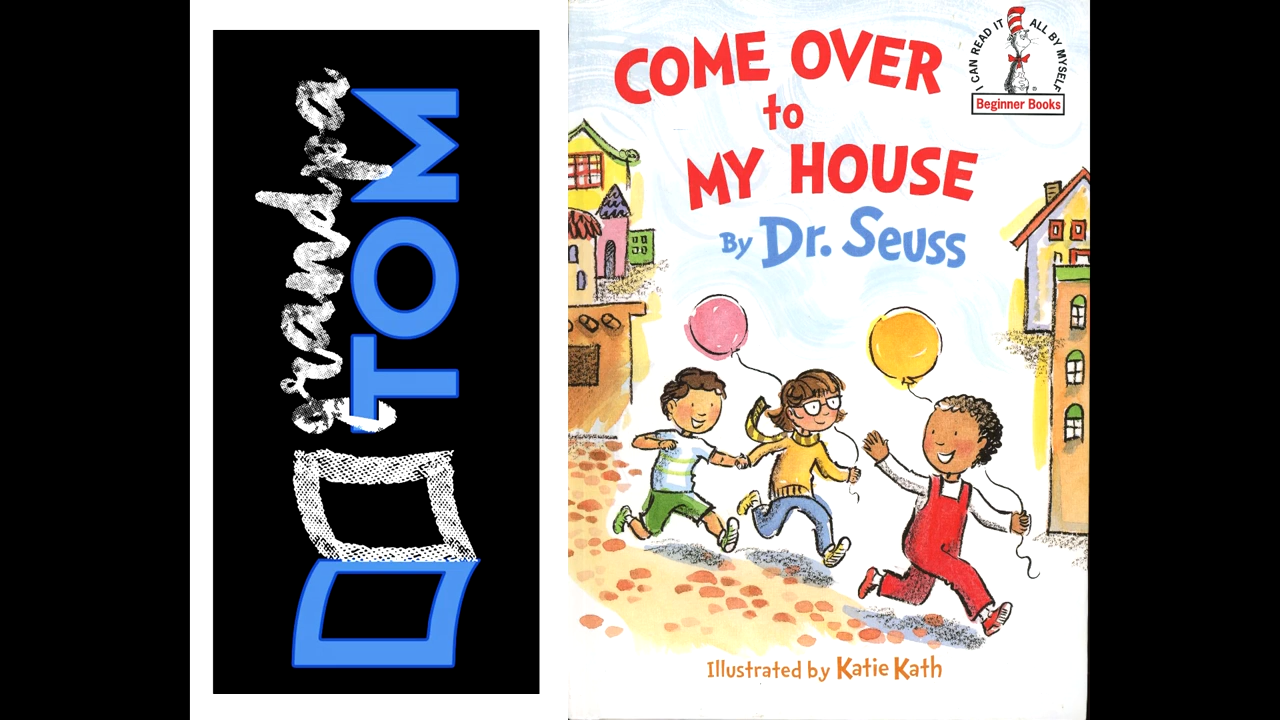 grandpa
TOM
COME OVER
to
MY HOUSE
By Dr. Seuss
I CAN READ IT ALL BY MYSELF
Beginner Books
Illustrated by Katie Kath